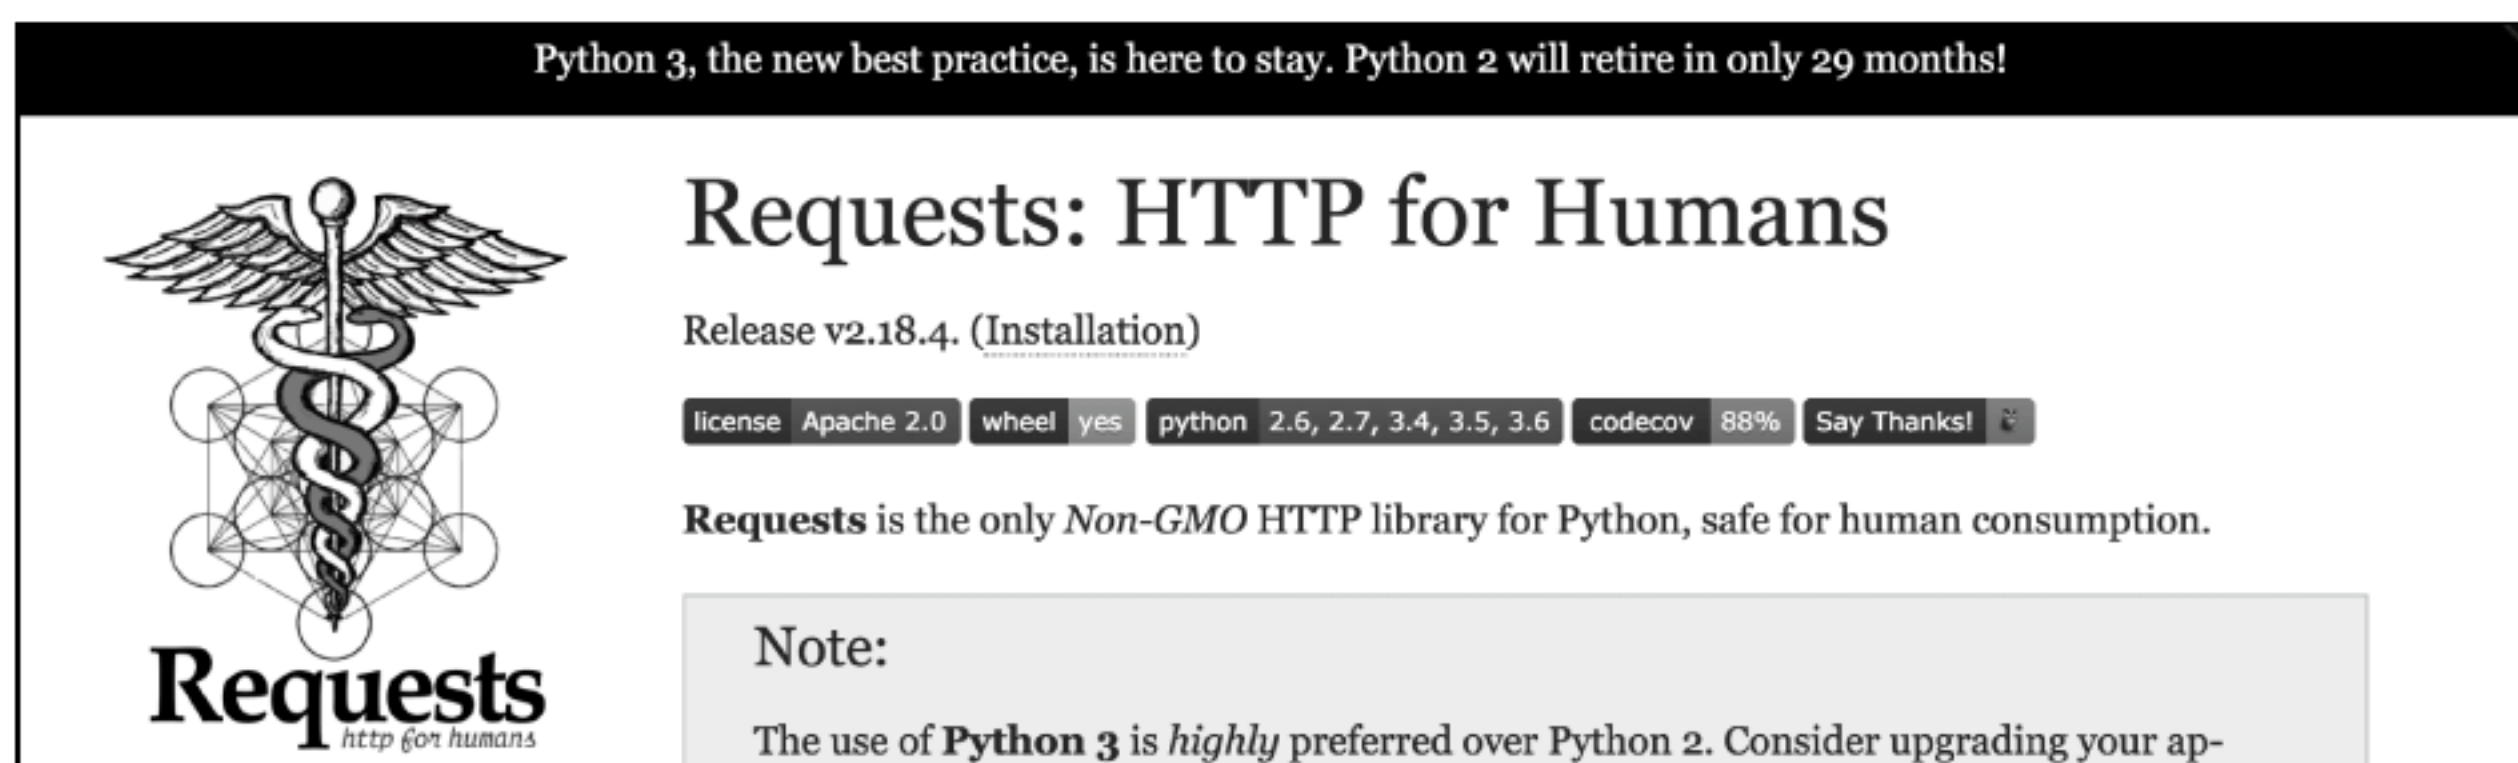 Python 3, the new best practice, is here to stay. Python 2 will retire in only 29 months!
Requests
http for humans
Requests: HTTP for Humans
Release v2.18.4. (Installation)
license Apache 2.0 wheel yes python 2.6, 2.7, 3.4, 3.5, 3.6 codecov 88% Say Thanks!
Requests is the only Non-GMO HTTP library for Python, safe for human consumption.
Note:
The use of Python 3 is highly preferred over Python 2. Consider upgrading your ap-